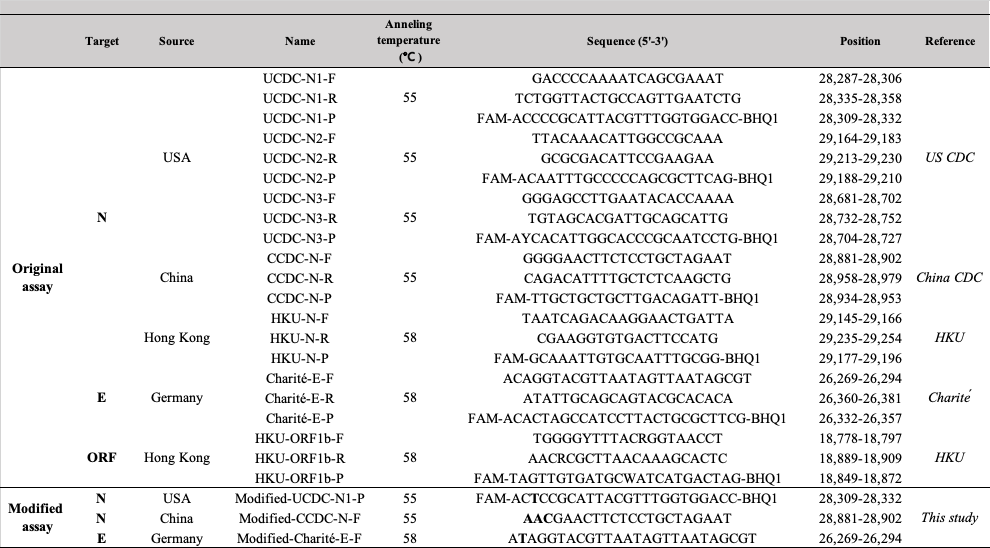 Target Source Name Anneling temperature (℃) Sequence (5'-3') Position Reference
UCDC-N1-F GACCCCAAAATCAGCGAAAT 28,287-28,306
UCDC-N1-R 55 TCTGGTTACTGCCAGTTGAATCTG 28,335-28,358
UCDC-N1-P FAM-ACCCCGCATTACGTTTGGTGGACC-BHQ1 28,309-28,332
UCDC-N2-F TTACAAACATTGGCCGCAAA 29,164-29,183
USA UCDC-N2-R 55 GCGCGACATTCCGAAGAA 29,213-29,230 US CDC
UCDC-N2-P FAM-ACAATTTGCCCCCAGCGCTTCAG-BHQ1 29,188-29,210
UCDC-N3-F GGGAGCCTTGAATACACCAAAA 28,681-28,702
N UCDC-N3-R 55 TGTAGCACGATTGCAGCATTG 28,732-28,752
UCDC-N3-P FAM-AYCACATTGGCACCCGCAATCCTG-BHQ1 28,704-28,727
CCDC-N-F GGGGAACTTCTCCTGCTAGAAT 28,881-28,902
Original assay China CCDC-N-R 55 CAGACATTTTGCTCTCAAGCTG 28,958-28,979 China CDC
CCDC-N-P FAM-TTGCTGCTGCTTGACAGATT-BHQ1 28,934-28,953
HKU-N-F TAATCAGACAAGGAACTGATTA 29,145-29,166
Hong Kong HKU-N-R 58 CGAAGGTGTGACTTCCATG 29,235-29,254 HKU
HKU-N-P FAM-GCAAATTGTGCAATTTGCGG-BHQ1 29,177-29,196
Charité-E-F ACAGGTACGTTAATAGTTAATAGCGT 26,269-26,294
E Germany Charité-E-R 58 ATATTGCAGCAGTACGCACACA 26,360-26,381 Charité
Charité-E-P FAM-ACACTAGCCATCCTTACTGCGCTTCG-BHQ1 26,332-26,357
HKU-ORF1b-F TGGGGYTTTACRGGTAACCT 18,778-18,797
ORF Hong Kong HKU-ORF1b-R 58 AACRCGCTTAACAAAGCACTC 18,889-18,909 HKU
HKU-ORF1b-P FAM-TAGTTGTGATGCWATCATGACTAG-BHQ1 18,849-18,872
Modified assay N USA Modified-UCDC-N1-P 55 FAM-ACTCCGCATTACGTTTGGTGGACC-BHQ1 28,309-28,332
N China Modified-CCDC-N-F 55 AACGAACTTCTCCTGCTAGAAT 28,881-28,902 This study
E Germany Modified-Charité-E-F 58 ATAGGTACGTTAATAGTTAATAGCGT 26,269-26,294